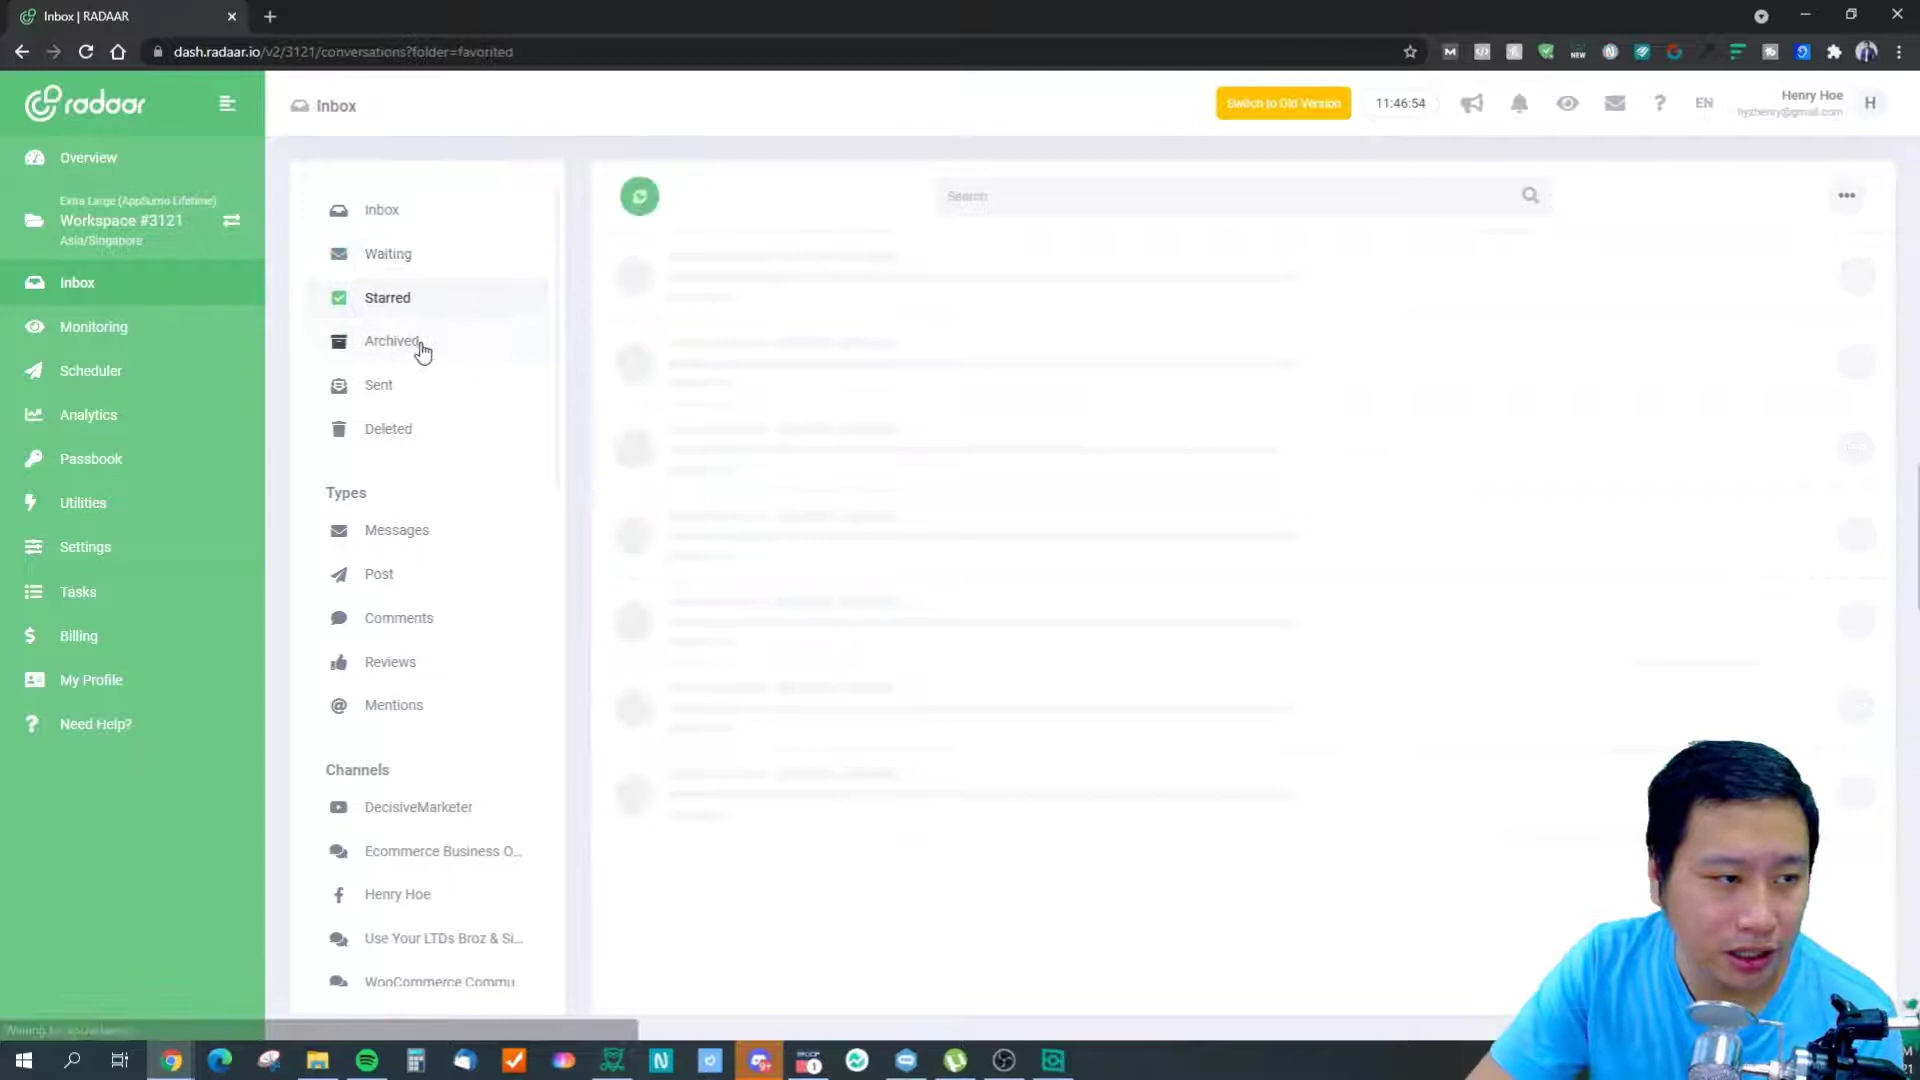 Inbox | RADAAR
dash.radaar.io/v2/3121/conversations?folder=favorited
radaar
Inbox
Switch to Old Version
11:46:54
EN
Henry Hoe
hyzhenry@gmail.com
H
Overview
Extra Large (AppSumo Lifetime)
Workspace #3121
Asia/Singapore
Inbox
Monitoring
Scheduler
Analytics
Passbook
Utilities
Settings
Tasks
Billing
My Profile
Need Help?
Inbox
Waiting
Starred
Archived
Sent
Deleted
Types
Messages
Post
Comments
Reviews
Mentions
Channels
DecisiveMarketer
Ecommerce Business O...
Henry Hoe
Use Your LTDs Broz & Si...
WooCommerce Commu...
Search